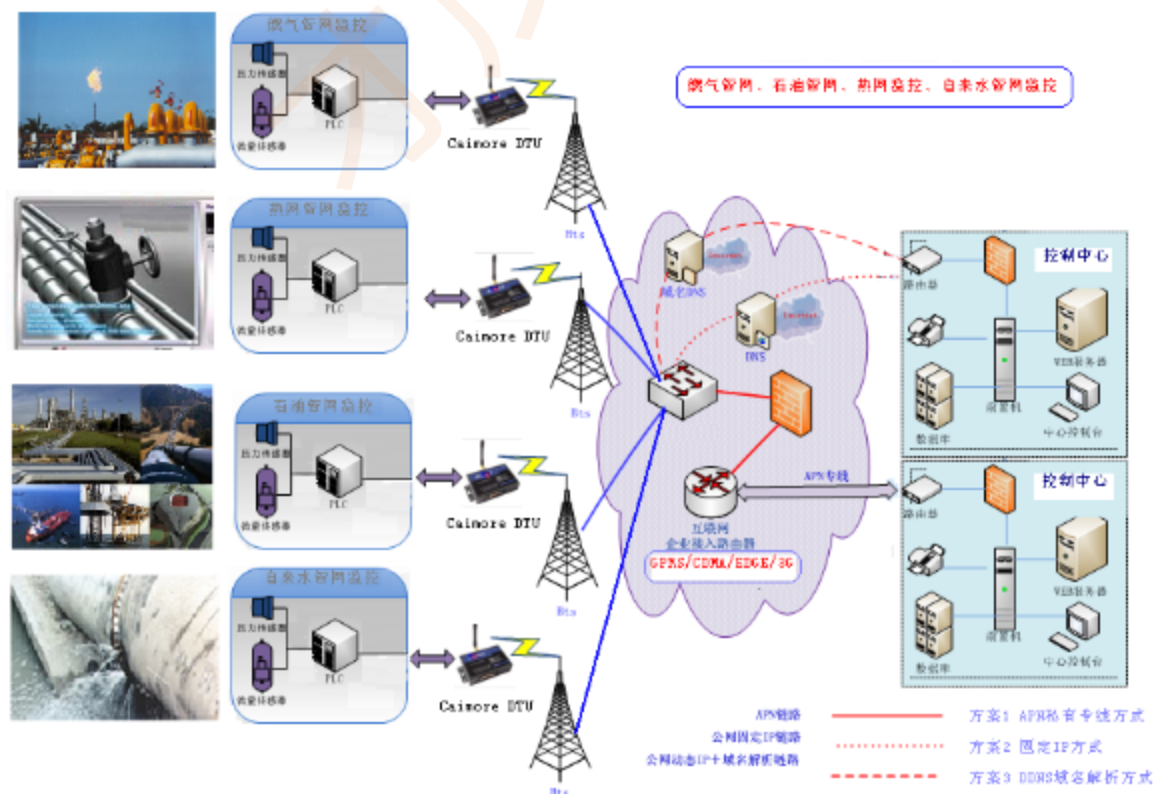 燃气管网监控
压力传感器
PLC
流量传感器
Caimore DTU
Bts
燃气管网、石油管网、热网监控、自来水管网监控
热网管网监控
压力传感器
PLC
流量传感器
Caimore DTU
Bts
石油管网监控
压力传感器
PLC
流量传感器
Caimore DTU
Bts
自来水管网监控
压力传感器
PLC
流量传感器
Caimore DTU
Bts
Internet
域名DNS
Internet
DNS
互联网
企业接入路由器
GPRS/CDMA/EDGE/3G
APN专线
控制中心
路由器
WEB服务器
前置机
数据库
中心控制台
控制中心
路由器
WEB服务器
前置机
数据库
中心控制台
APN链路 方案1 APN私有专线方式
公网固定IP链路 方案2 固定IP方式
公网动态IP+域名解析链路 方案3 DDNS域名解析方式